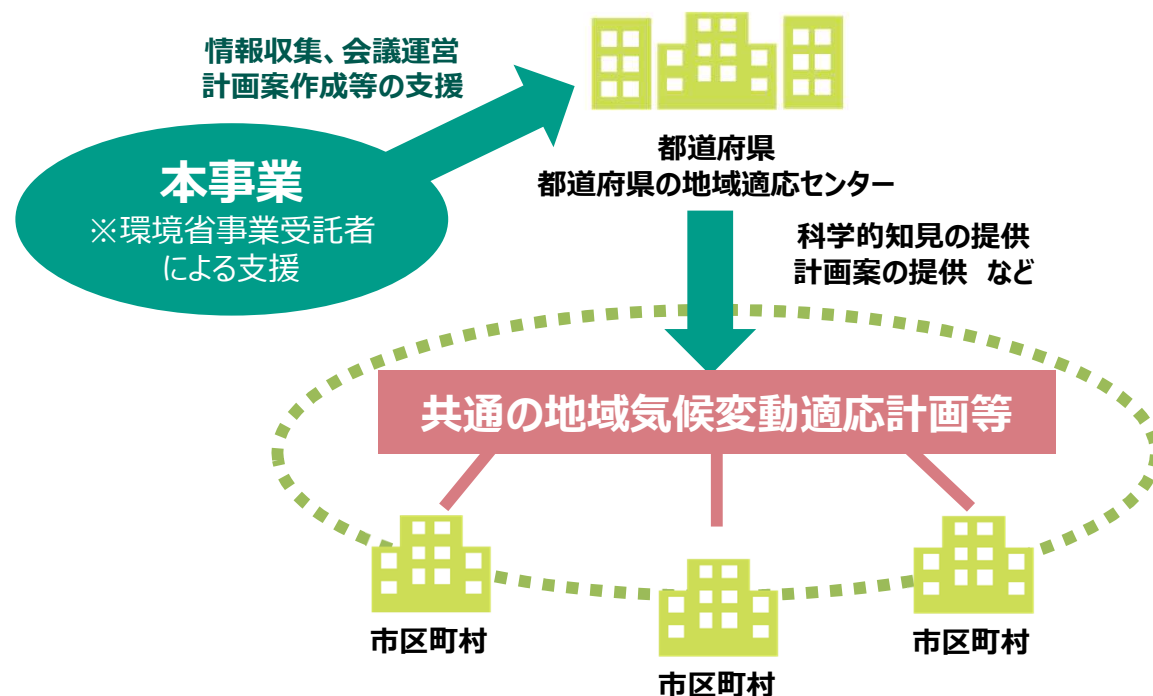 情報収集、会議運営
計画案作成等の支援
本事業
※環境省事業受託者
による支援
都道府県
都道府県の地域適応センター
科学的知見の提供
計画案の提供 など
共通の地域気候変動適応計画等
市区町村
市区町村
市区町村